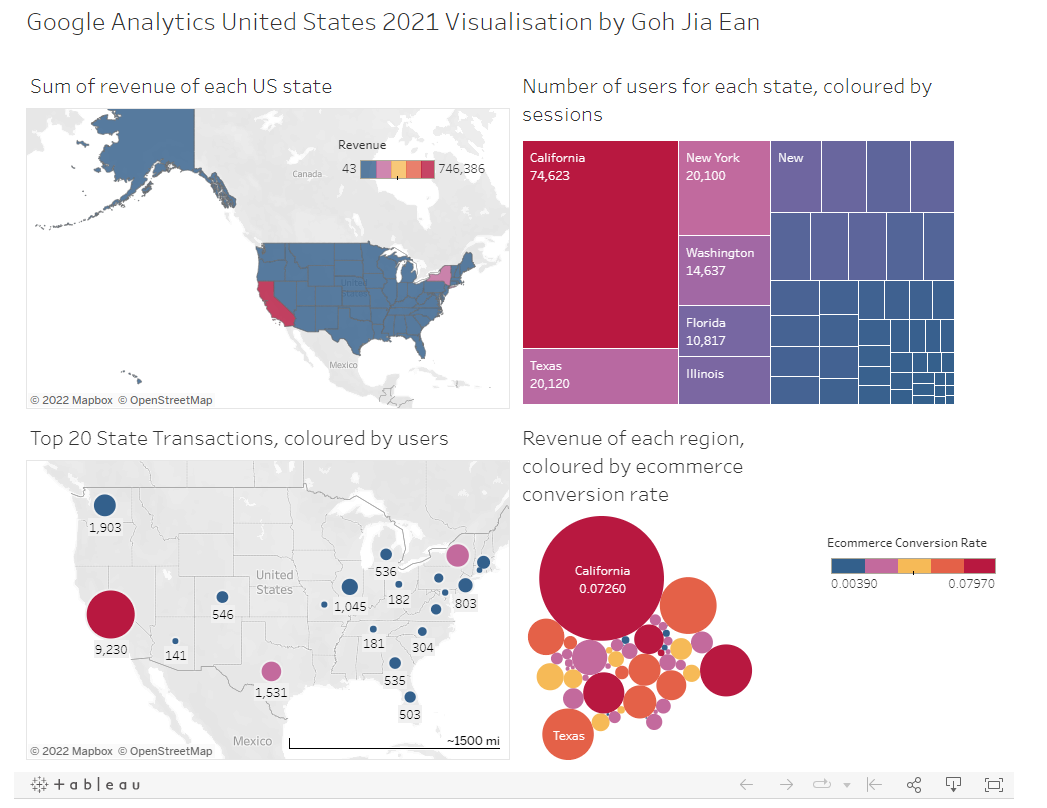 Google Analytics United States 2021 Visualisation by Goh Jia Ean
Sum of revenue of each US state
Revenue
43
746,386
Canada
United
States
Mexico
© 2022 Mapbox © OpenStreetMap
Number of users for each state, coloured by
sessions
California
74,623
Texas
20,120
New York
20,100
Washington
14,637
Florida
10,817
Illinois
New
Top 20 State Transactions, coloured by users
1,903
9,230
546
141
United
States
1,531
536
1,045
182
803
181
304
535
503
Mexico
~1500 mi
© 2022 Mapbox © OpenStreetMap
Revenue of each region,
coloured by ecommerce
conversion rate
California
0.07260
Texas
Ecommerce Conversion Rate
0.00390
0.07970
+ableau